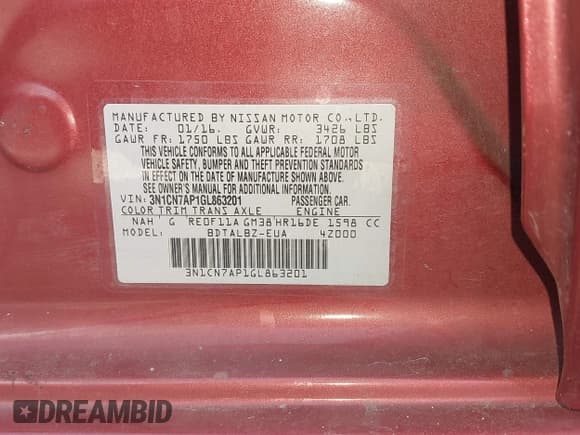 MANUFACTURED BY NISSAN MOTOR CO.,LTD.
DATE: 01/16. GVWR: 3426 LBS
GAWR FR: 1750 LBS GAWR RR: 1708 LBS
THIS VEHICLE CONFORMS TO ALL APPLICABLE FEDERAL MOTOR
VEHICLE SAFETY, BUMPER AND THEFT PREVENTION STANDARDS
IN EFFECT ON THE DATE OF MANUFACTURE SHOWN ABOVE.
SEE OWNER'S MANUAL FOR ADDITIONAL INFORMATION.
VIN: 3N1CN7AP1GL863201 PASSENGER CAR.
COLOR TRIM TRANS AXLE ENGINE
NAH G RE0F11A GM38 HR16DE 1598 CC
MODEL: BDTALBZ-EUA 4Z000
3N1CN7AP1GL863201
DREAMBID